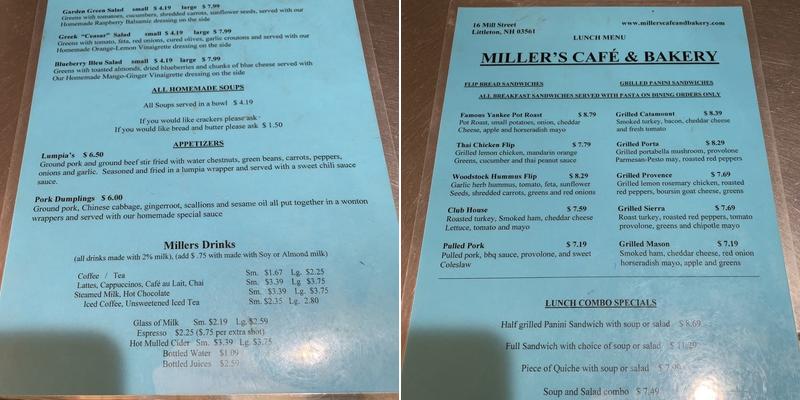 Garden Green Salad small $ 4.19 large $ 7.99
Greens with tomatoes, cucumbers, shredded carrots, sunflower seeds, served with our
Homemade Raspberry Balsamic dressing on the side
Greek "Ceasar" Salad small $ 4.19 large $ 7.99
Greens with tomato, feta, red onions, cured olives, garlic croutons and served with our
Homemade Orange-Lemon Vinaigrette dressing on the side
Blueberry Bleu Salad small $ 4.19 large $ 7.99
Greens with toasted almonds, dried blueberries and chunks of blue cheese served with
Our Homemade Mango-Ginger Vinaigrette dressing on the side
ALL HOMEMADE SOUPS
All Soups served in a bowl $ 4.19
If you would like crackers please ask
If you would like bread and butter please ask $ 1.50
APPETIZERS
Lumpia's $ 6.50
Ground pork and ground beef stir fried with water chestnuts, green beans, carrots, peppers,
onions and garlic. Seasoned and fried in a lumpia wrapper and served with a sweet chili sauce
sauce.
Pork Dumplings $ 6.00
Ground pork, Chinese cabbage, gingerroot, scallions and sesame oil all put together in a wonton
wrappers and served with our homemade special sauce
Millers Drinks
(all drinks made with 2% milk), (add $ .75 with made with Soy or Almond milk)
Coffee / Tea Sm. $1.67 Lg. $2.25
Lattes, Cappuccinos, Café au Lait, Chai Sm. $3.39 Lg. $3.75
Steamed Milk, Hot Chocolate Sm. $3.39 Lg. $3.75
Iced Coffee, Unsweetened Iced Tea Sm. $2.35 Lg. 2.80
Glass of Milk Sm. $2.19 Lg. $2.59
Espresso $2.25 ($.75 per extra shot)
Hot Mulled Cider Sm. $3.39 Lg. $3.75
Bottled Water $1.09
Bottled Juices $2.59
16 Mill Street
Littleton, NH 03561
www.millerscafeandbakery.com
LUNCH MENU
MILLER'S CAFÉ & BAKERY
FLIP BREAD SANDWICHES
GRILLED PANINI SANDWICHES
ALL BREAKFAST SANDWICHES SERVED WITH PASTA ON DINING ORDERS ONLY
Famous Yankee Pot Roast $ 8.79
Pot Roast, small potatoes, onion, cheddar
Cheese, apple and horseradish mayo
Thai Chicken Flip $ 7.79
Grilled lemon chicken, mandarin orange
Greens, cucumber and thai peanut sauce
Woodstock Hummus Flip $ 8.29
Garlic herb hummus, tomato, feta, sunflower
Seeds, shredded carrots, greens and red onions
Club House $ 7.59
Roasted turkey, Smoked ham, cheddar cheese
Lettuce, tomato and mayo
Pulled Pork $ 7.19
Pulled pork, bbq sauce, provolone, and sweet
Coleslaw
Grilled Catamount $ 8.39
Smoked turkey, bacon, cheddar cheese
and fresh tomato
Grilled Porta $ 8.29
Grilled portabella mushroom, provolone
Parmesan-Pesto may, roasted red peppers
Grilled Provence $ 7.69
Grilled lemon rosemary chicken, roasted
red peppers, boursin goat cheese, greens
Grilled Sierra $ 7.69
Roast turkey, roasted red peppers, tomato
provolone, greens and chipotle mayo
Grilled Mason $ 7.19
Smoked ham, cheddar cheese, red onion
horseradish mayo, apple and greens
LUNCH COMBO SPECIALS
Half grilled Panini Sandwich with soup or salad $ 8.69
Full Sandwich with choice of soup or salad $ 11.29
Piece of Quiche with soup or salad $ 7.99
Soup and Salad combo $ 7.49